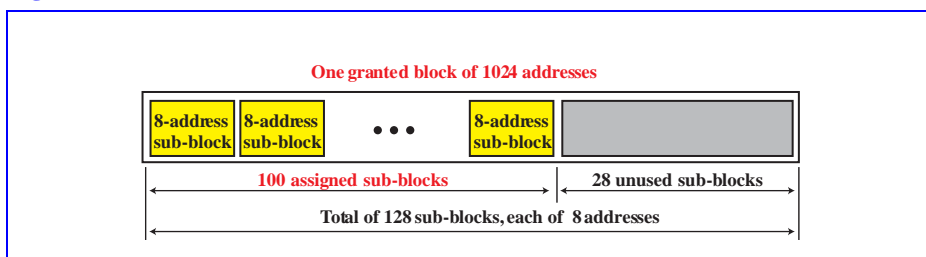 One granted block of 1024 addresses
8-address
sub-block
8-address
sub-block
• • •
8-address
sub-block
100 assigned sub-blocks
28 unused sub-blocks
Total of 128 sub-blocks, each of 8 addresses